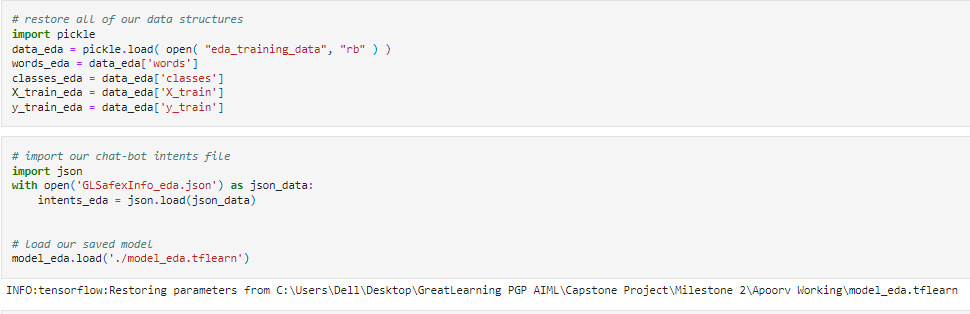 # restore all of our data structures
import pickle
data_eda = pickle.load( open( "eda_training_data", "rb" ) )
words_eda = data_eda['words']
classes_eda = data_eda['classes']
X_train_eda = data_eda['X_train']
y_train_eda = data_eda['y_train']
# import our chat-bot intents file
import json
with open('GLSafexInfo_eda.json') as json_data:
    intents_eda = json.load(json_data)
# load our saved model
model_eda.load('./model_eda.tflearn')
INFO:tensorflow:Restoring parameters from C:\Users\Dell\Desktop\GreatLearning PGP AIML\Capstone Project\Milestone 2\Apoorv Working\model_eda.tflearn